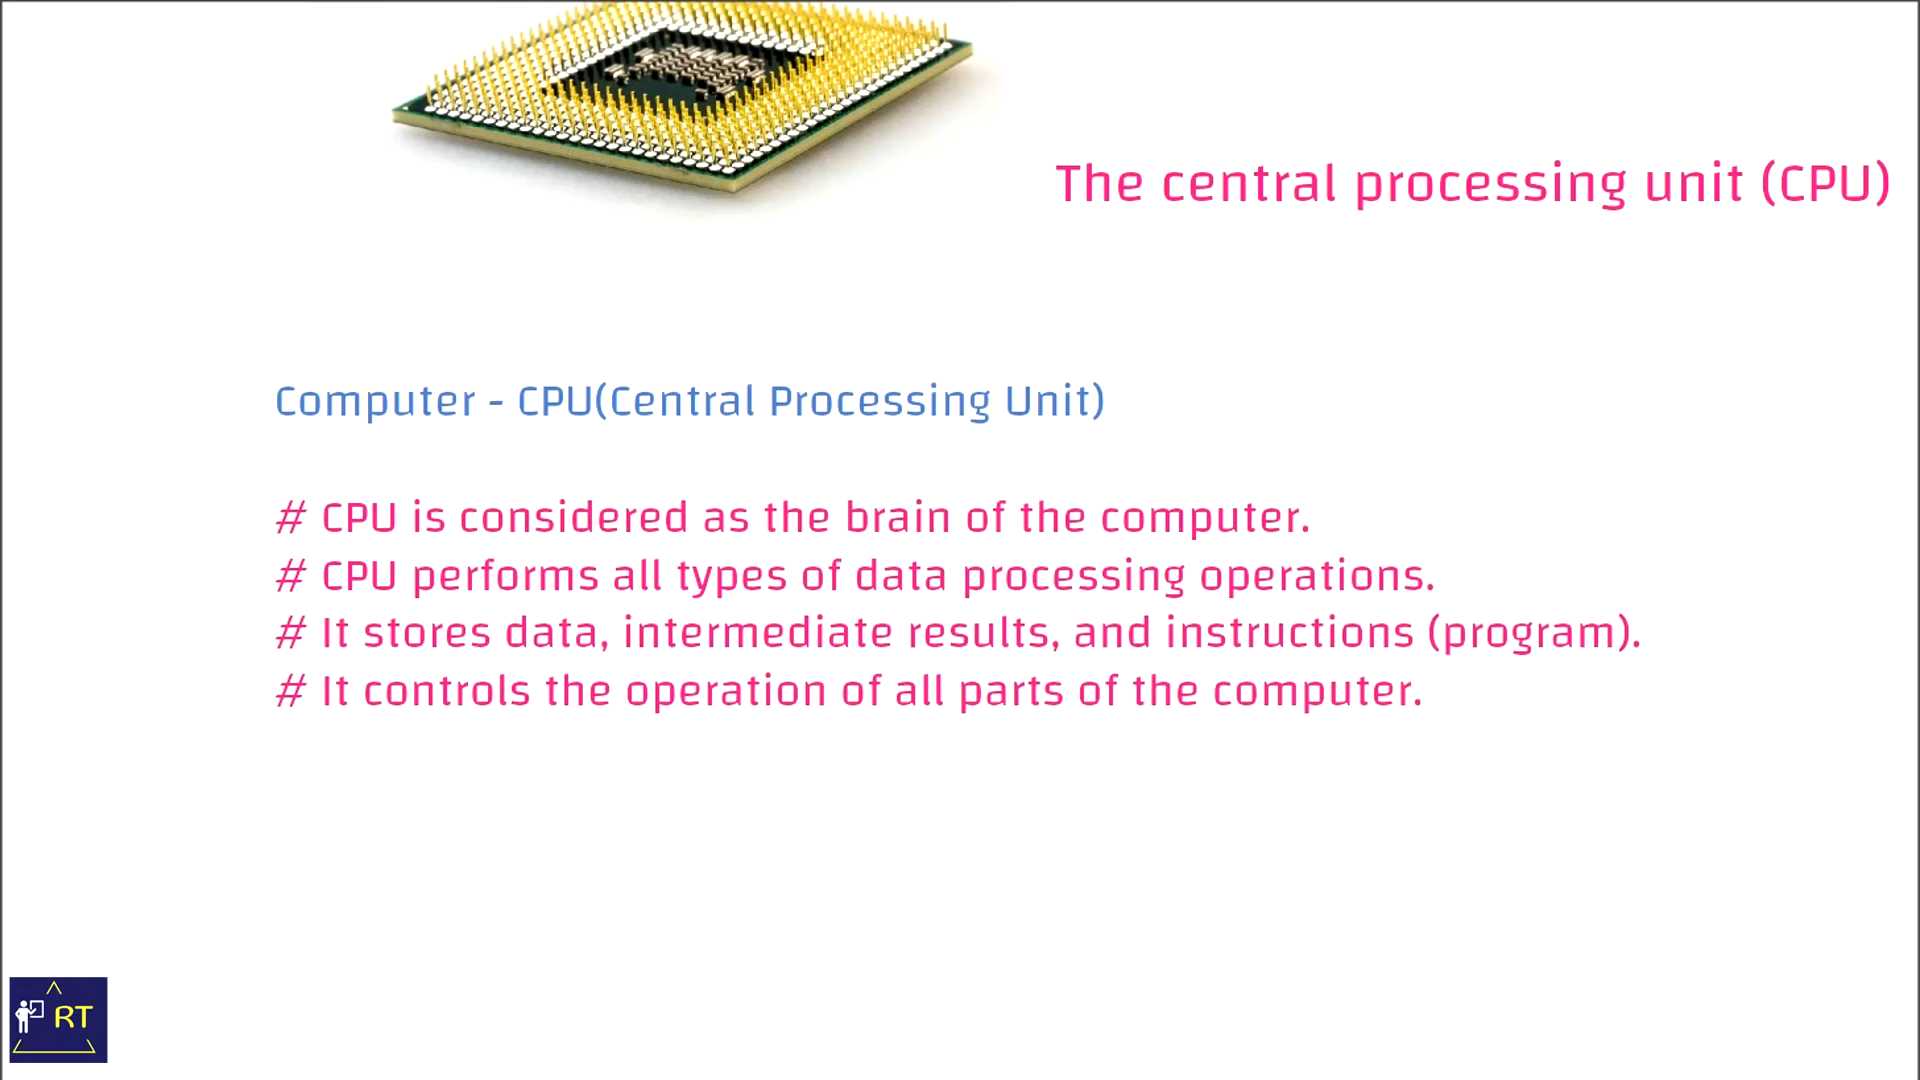 The central processing unit (CPU)
Computer - CPU(Central Processing Unit)
# CPU is considered as the brain of the computer.
# CPU performs all types of data processing operations.
# It stores data, intermediate results, and instructions (program).
# It controls the operation of all parts of the computer.
RT